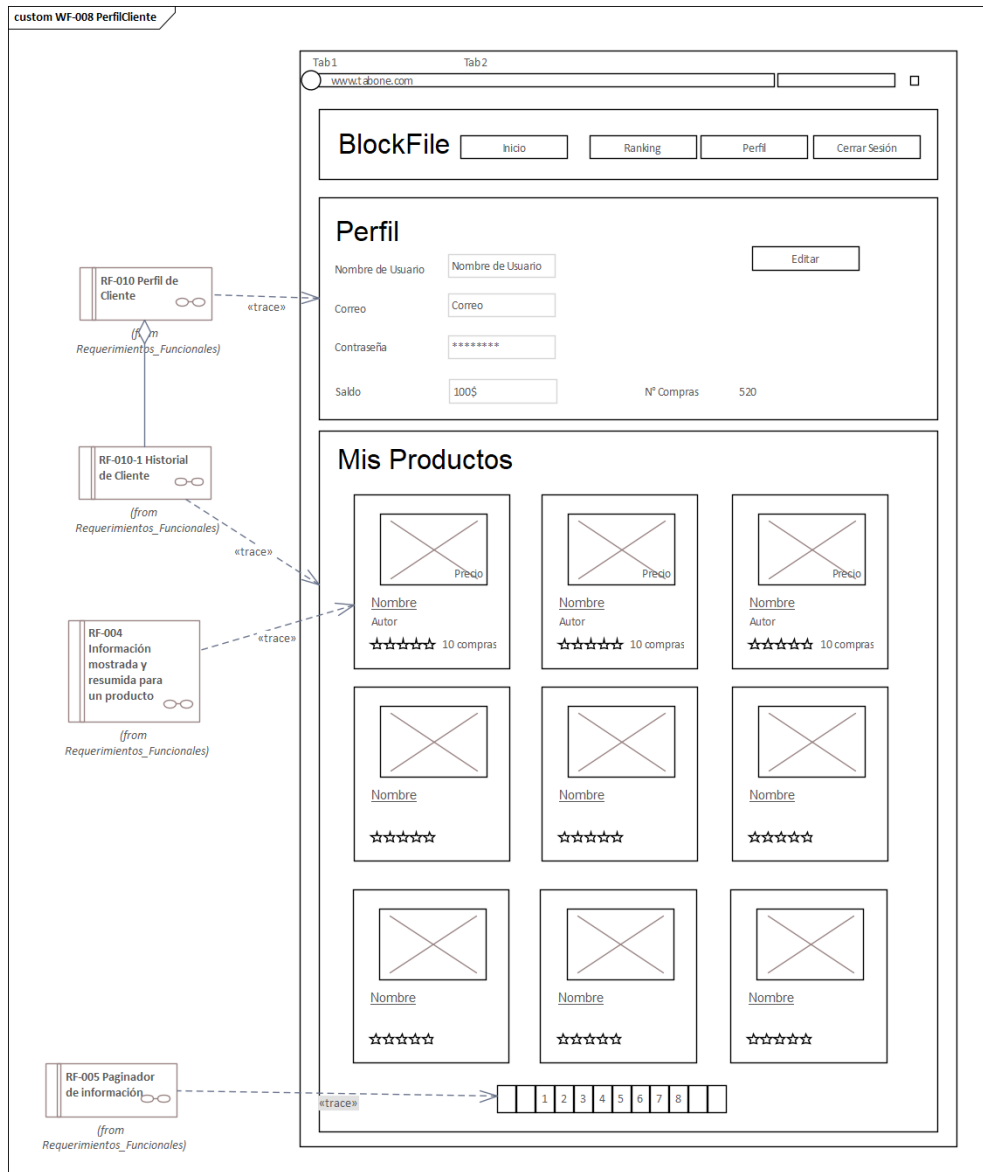 custom WF-008 PerfilCliente
Tab1 Tab2
www.tabone.com
BlockFile Inicio Ranking Perfil Cerrar Sesión
Perfil
Editar
Nombre de Usuario Nombre de Usuario
Correo Correo
Contraseña ********
Saldo 100$ N° Compras 520
RF-010 Perfil de
Cliente
«trace»
(from
Requerimientos_Funcionales)
Mis Productos
RF-010-1 Historial
de Cliente
(from
Requerimientos_Funcionales)
«trace»
Precio Precio Precio
Nombre Nombre Nombre
Autor Autor Autor
10 compras 10 compras 10 compras
RF-004
Información
mostrada y
resumida para
un producto
«trace»
(from
Requerimientos_Funcionales)
Nombre Nombre Nombre
Nombre Nombre Nombre
RF-005 Paginador
de información
«trace»
(from
Requerimientos_Funcionales)
1 2 3 4 5 6 7 8